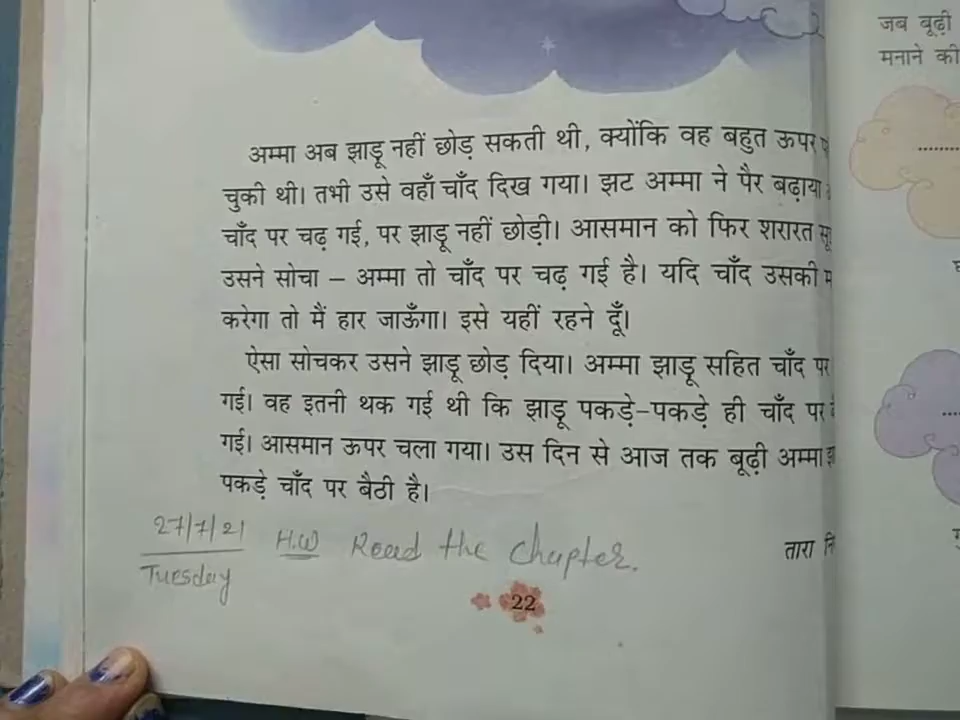 अम्मा अब झाड़ू नहीं छोड़ सकती थी, क्योंकि वह बहुत ऊपर
चुकी थी। तभी उसे वहाँ चाँद दिख गया। झट अम्मा ने पैर बढ़ाया
चाँद पर चढ़ गई, पर झाड़ू नहीं छोड़ी। आसमान को फिर शरारत
उसने सोचा – अम्मा तो चाँद पर चढ़ गई है। यदि चाँद उसकी
करेगा तो मैं हार जाऊँगा। इसे यहीं रहने दूँ।
ऐसा सोचकर उसने झाड़ू छोड़ दिया। अम्मा झाड़ू सहित चाँद पर
गई। वह इतनी थक गई थी कि झाड़ू पकड़े-पकड़े ही चाँद पर
गई। आसमान ऊपर चला गया। उस दिन से आज तक बूढ़ी अम्मा
पकड़े चाँद पर बैठी है।
तारा
27/7/21 H.W Read the Chapter.
Tuesday
22
जब बूढ़ी
मनाने की